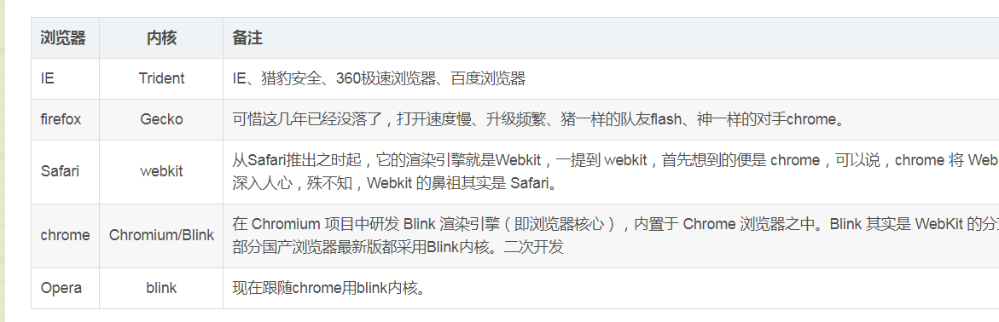 浏览器 内核 备注
IE Trident IE、猎豹安全、360极速浏览器、百度浏览器
firefox Gecko 可惜这几年已经没落了，打开速度慢、升级频繁、猪一样的队友flash、神一样的对手chrome。
Safari webkit 从Safari推出之时起，它的渲染引擎就是Webkit，一提到 webkit，首先想到的便是 chrome，可以说，chrome 将 Web
深入人心，殊不知，Webkit 的鼻祖其实是 Safari。
chrome Chromium/Blink 在 Chromium 项目中研发 Blink 渲染引擎（即浏览器核心），内置于 Chrome 浏览器之中。Blink 其实是 WebKit 的分
部分国产浏览器最新版都采用Blink内核。二次开发
Opera blink 现在跟随chrome用blink内核。